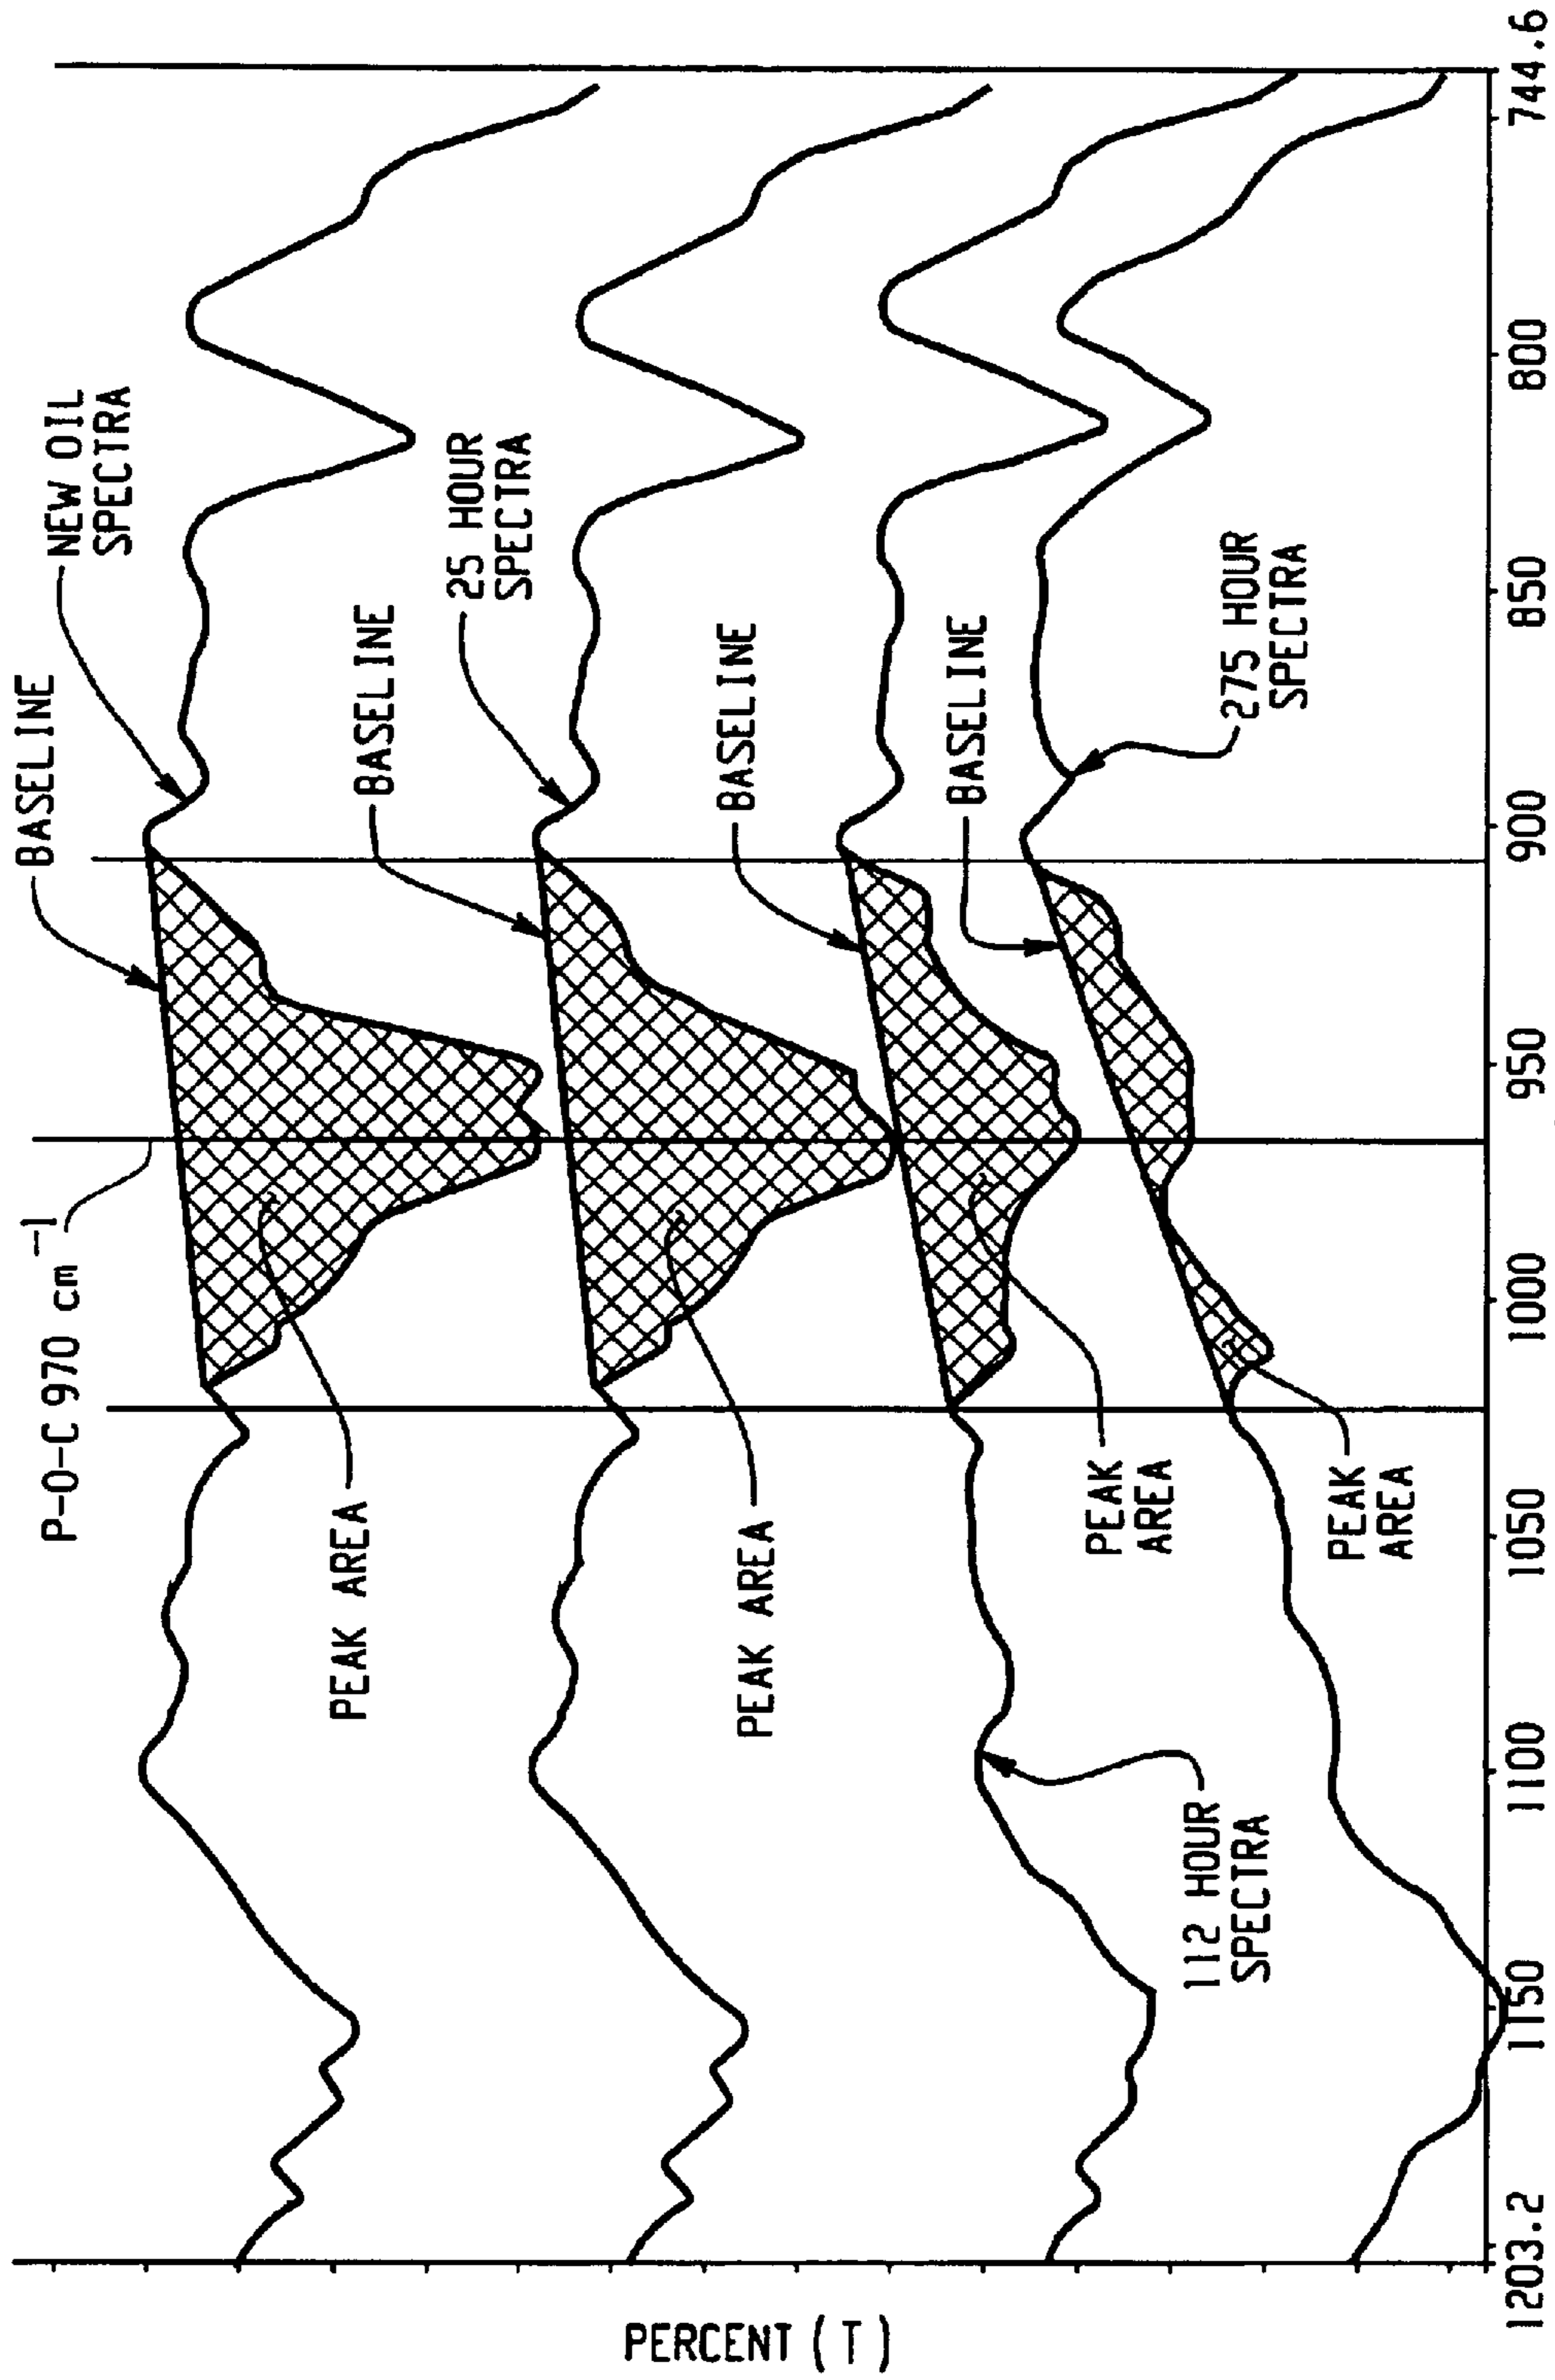 P-O-C 970 cm⁻¹
BASELINE
NEW OIL
SPECTRA
BASELINE
25 HOUR
SPECTRA
BASELINE
BASELINE
275 HOUR
SPECTRA
PEAK AREA
PEAK AREA
PEAK
AREA
PEAK
AREA
112 HOUR
SPECTRA
PERCENT (T)
1203.2
1150
1100
1050
1000
950
900
850
800
744.6